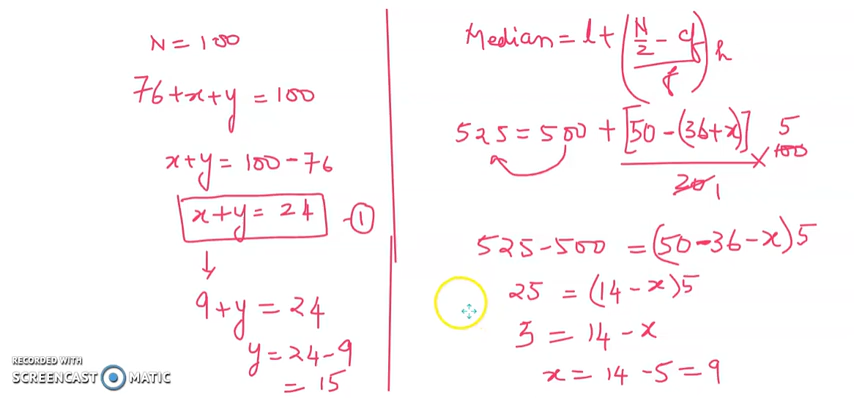 N = 100
76+x+y = 100
x+y = 100-76
x+y = 24 -①
↓
9+y = 24
y = 24-9
= 15
Median = l+(N/2 - cf/f)h
525 = 500 + [50-(36+x)]/20 1 × 100 5
525-500 = (50-36-x)5
25 = (14-x)5
5 = 14-x
x = 14-5 = 9
RECORDED WITH
SCREENCAST MATIC